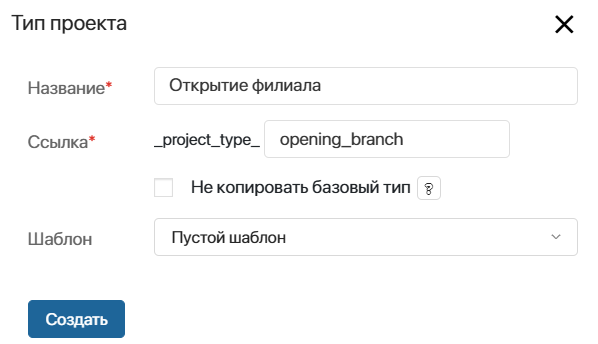 Тип проекта
Название* Открытие филиала
Ссылка* _project_type_ opening_branch
Не копировать базовый тип ?
Шаблон Пустой шаблон
Создать